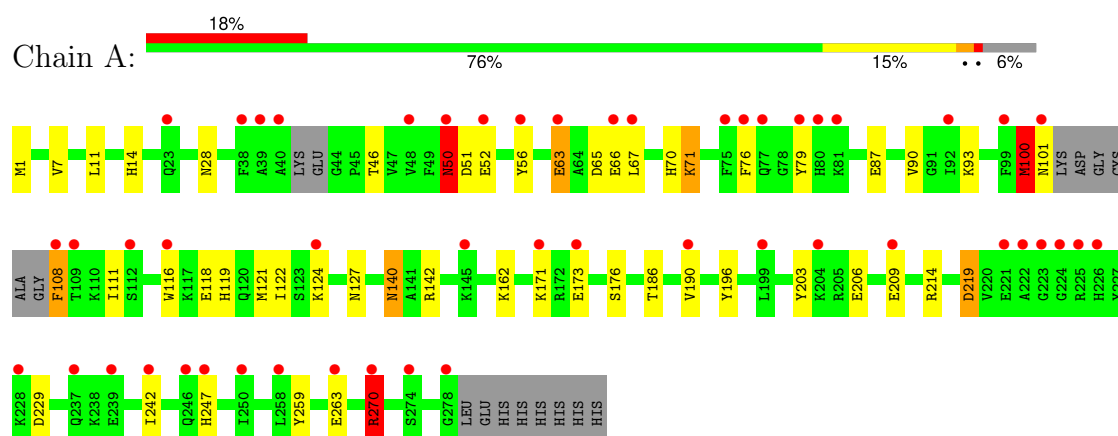 18%
Chain A:
76% 15% • • 6%
M1 V7 L11 H14 Q23 N28 F38 A39 A40 LYS GLU G44 P45 T46 V47 V48 F49 N50 D51 E52 Y56 E63 A64 D65 E66 L67 H70 K71 F75 F76 Q77 G78 Y79 H80 K81 E87 V90 G91 I92 K93 F99 M100 N101 LYS ASP GLY CYS
ALA GLY F108 T109 K110 I111 S112 W116 K117 E118 H119 Q120 M121 I122 S123 K124 N127 N140 A141 R142 K145 K162 K171 R172 E173 S176 T186 V190 Y196 L199 Y203 K204 R205 E206 E209 R214 D219 V220 E221 A222 G223 G224 R225 H226 Y227
K228 D229 Q237 K238 E239 I242 Q246 H247 I250 L258 Y259 E263 R270 S274 G278 LEU GLU HIS HIS HIS HIS HIS HIS